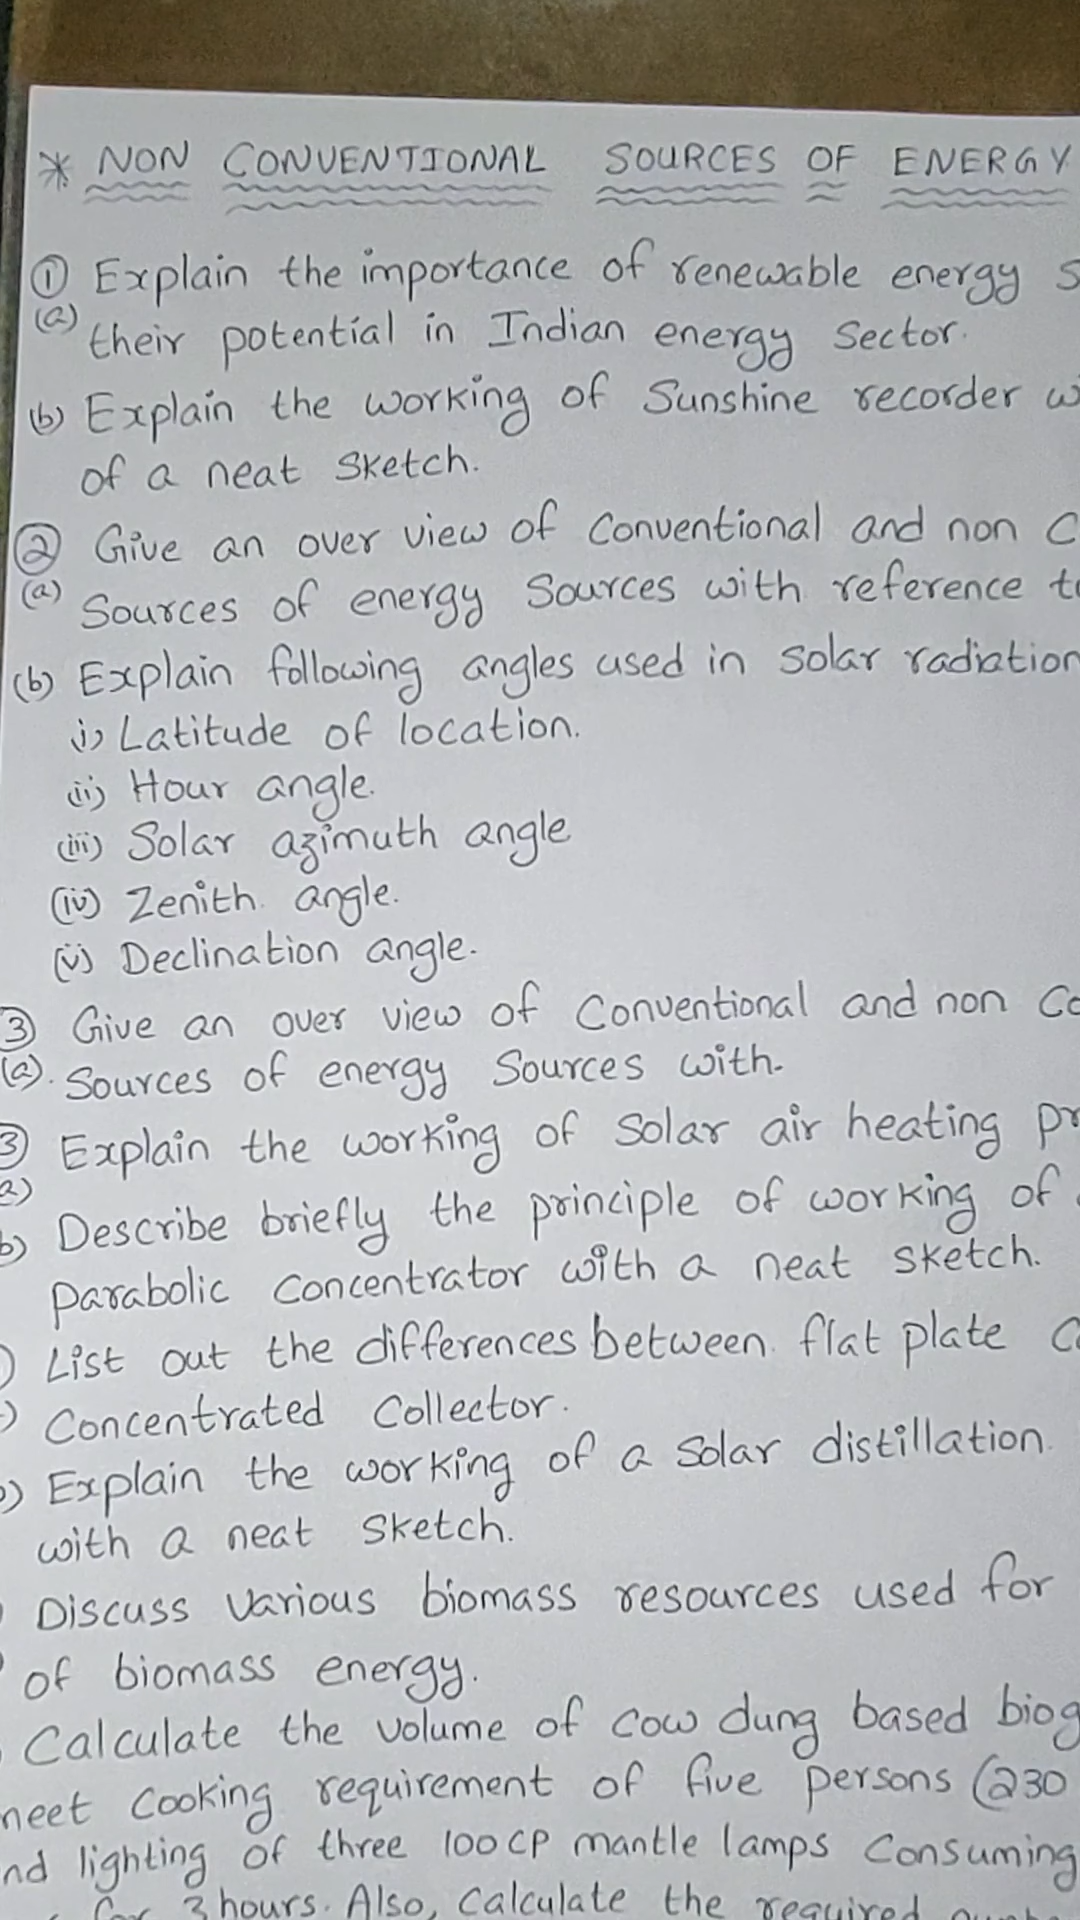 * NON CONVENTIONAL SOURCES OF ENERGY
① Explain the importance of renewable energy
(a) their potential in Indian energy Sector.
(b) Explain the working of Sunshine recorder
of a neat sketch.
② Give an over view of Conventional and non
(a) Sources of energy Sources with reference
(b) Explain following angles used in solar radiation
i) Latitude of location.
(ii) Hour angle.
(iii) Solar azimuth angle
(iv) Zenith. angle.
(v) Declination angle.
3 Give an over view of Conventional and non
(a). Sources of energy Sources with.
3 Explain the working of Solar air heating
a)
b) Describe briefly the principle of working of
parabolic Concentrator with a neat sketch.
List out the differences between. flat plate
Concentrated Collector.
Explain the working of a Solar distillation.
with a neat sketch.
Discuss various biomass resources used for
of biomass energy.
Calculate the volume of cow dung based
cooking requirement of five persons (230
lighting of three 100 CP mantle lamps Consuming
3 hours. Also, calculate the required